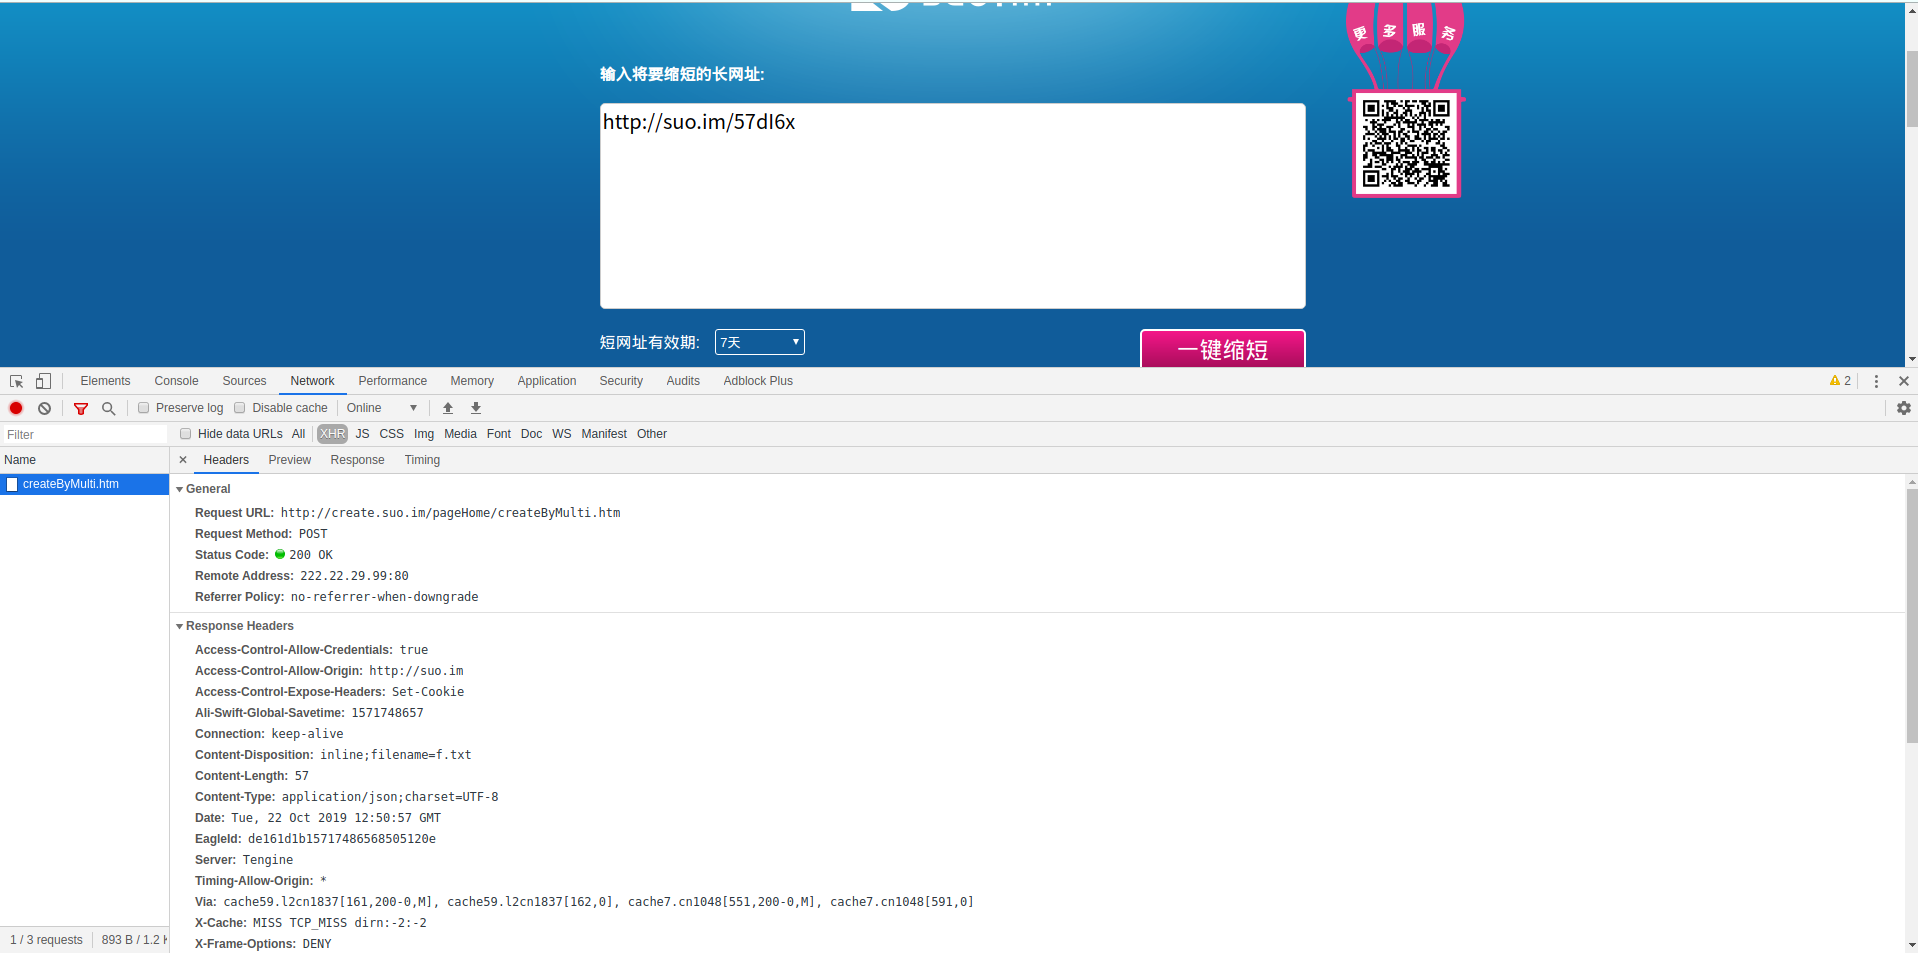 更多服务
输入将要缩短的长网址:
http://suo.im/57dI6x
短网址有效期: 7天
一键缩短
Elements Console Sources Network Performance Memory Application Security Audits Adblock Plus 2
Preserve log Disable cache Online
Filter Hide data URLs All XHR JS CSS Img Media Font Doc WS Manifest Other
Name Headers Preview Response Timing
createByMulti.htm
General
Request URL: http://create.suo.im/pageHome/createByMulti.htm
Request Method: POST
Status Code: 200 OK
Remote Address: 222.22.29.99:80
Referrer Policy: no-referrer-when-downgrade
Response Headers
Access-Control-Allow-Credentials: true
Access-Control-Allow-Origin: http://suo.im
Access-Control-Expose-Headers: Set-Cookie
Ali-Swift-Global-Savetime: 1571748657
Connection: keep-alive
Content-Disposition: inline;filename=f.txt
Content-Length: 57
Content-Type: application/json;charset=UTF-8
Date: Tue, 22 Oct 2019 12:50:57 GMT
EagleId: de161d1b15717486568505120e
Server: Tengine
Timing-Allow-Origin: *
Via: cache59.l2cn1837[161,200-0,M], cache59.l2cn1837[162,0], cache7.cn1048[551,200-0,M], cache7.cn1048[591,0]
X-Cache: MISS TCP_MISS dirn:-2:-2
X-Frame-Options: DENY
1 / 3 requests 893 B / 1.2